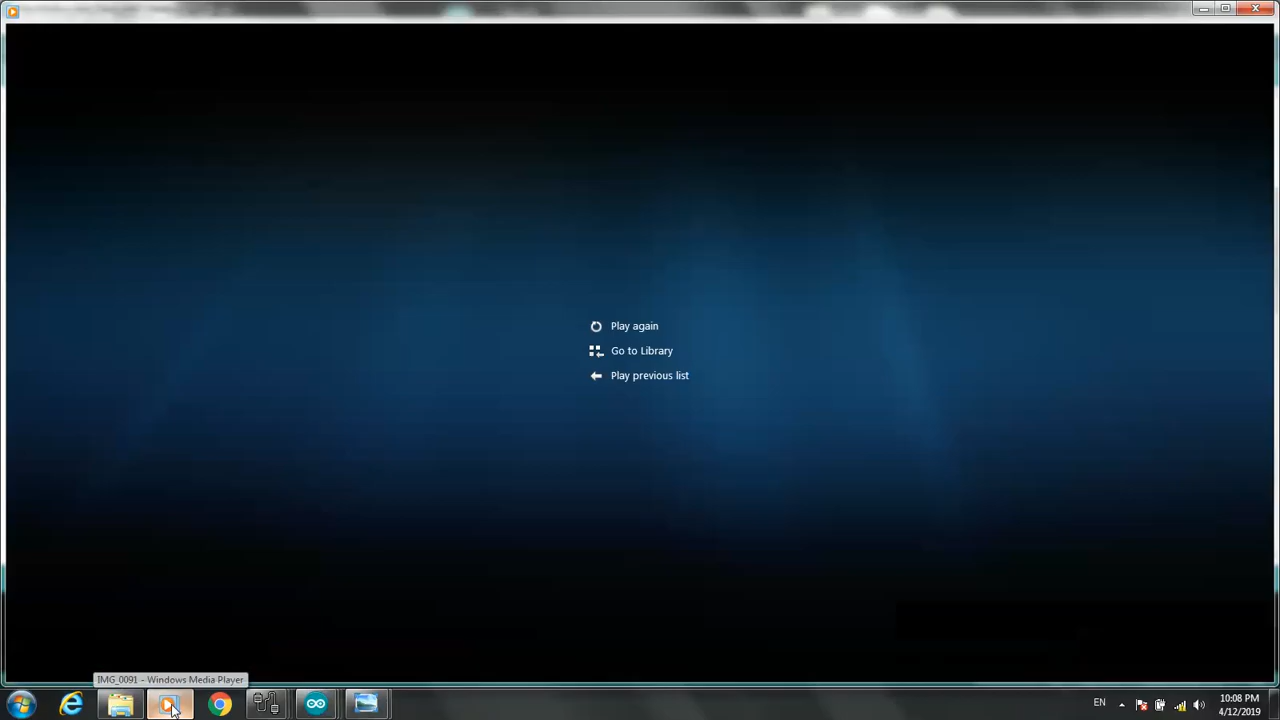 Play again
Go to Library
Play previous list
IMG_0091 - Windows Media Player
EN
10:08 PM
4/12/2019